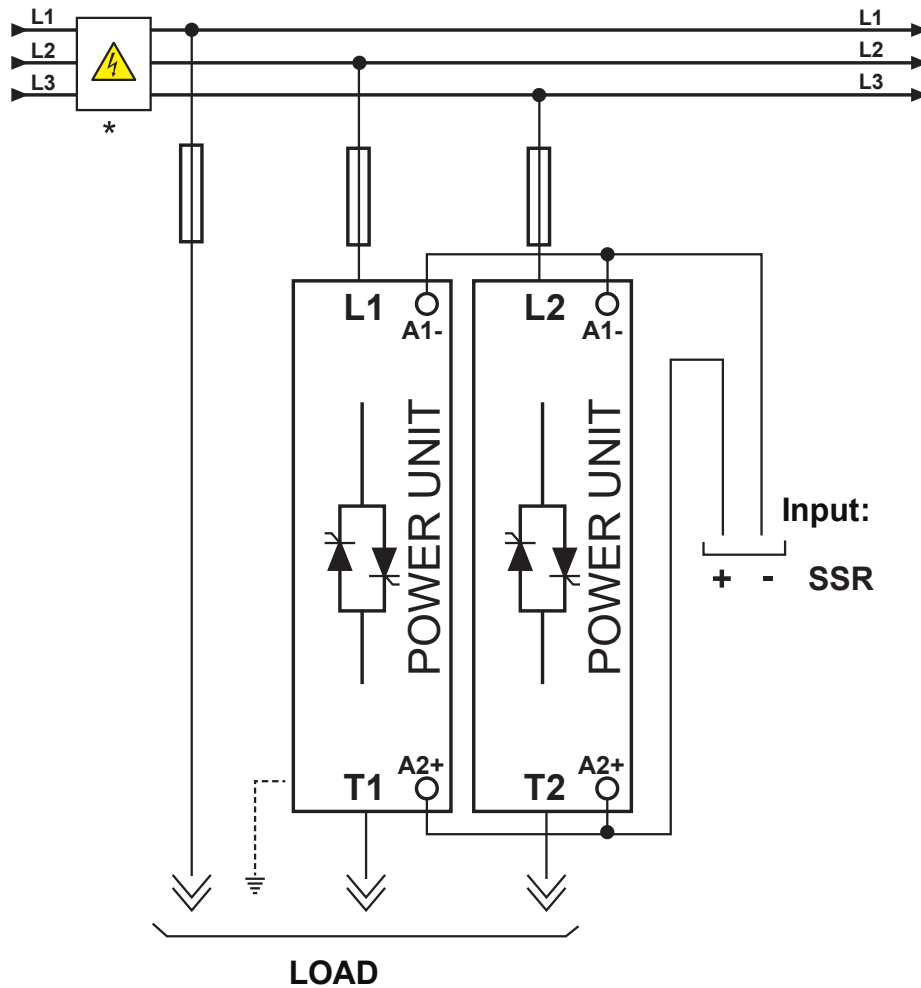 L1 L1
L2 L2
L3 L3
*
L1 A1- L2 A1-
POWER UNIT
POWER UNIT
Input:
+ - SSR
T1 A2+ T2 A2+
LOAD